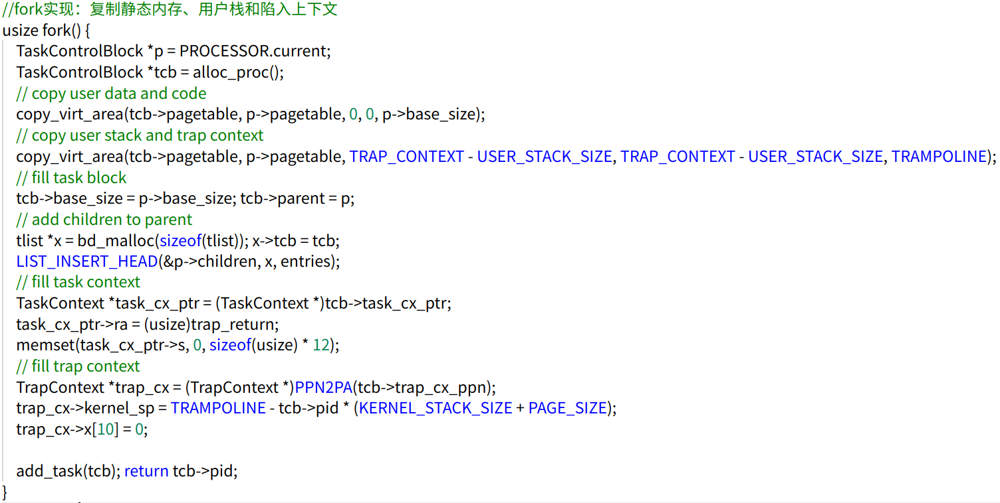 //fork实现：复制静态内存、用户栈和陷入上下文
usize fork() {
TaskControlBlock *p = PROCESSOR.current;
TaskControlBlock *tcb = alloc_proc();
// copy user data and code
copy_virt_area(tcb->pagetable, p->pagetable, 0, 0, p->base_size);
// copy user stack and trap context
copy_virt_area(tcb->pagetable, p->pagetable, TRAP_CONTEXT - USER_STACK_SIZE, TRAP_CONTEXT - USER_STACK_SIZE, TRAMPOLINE);
// fill task block
tcb->base_size = p->base_size; tcb->parent = p;
// add children to parent
tlist *x = bd_malloc(sizeof(tlist)); x->tcb = tcb;
LIST_INSERT_HEAD(&p->children, x, entries);
// fill task context
TaskContext *task_cx_ptr = (TaskContext *)tcb->task_cx_ptr;
task_cx_ptr->ra = (usize)trap_return;
memset(task_cx_ptr->s, 0, sizeof(usize) * 12);
// fill trap context
TrapContext *trap_cx = (TrapContext *)PPN2PA(tcb->trap_cx_ppn);
trap_cx->kernel_sp = TRAMPOLINE - tcb->pid * (KERNEL_STACK_SIZE + PAGE_SIZE);
trap_cx->x[10] = 0;
add_task(tcb); return tcb->pid;
}